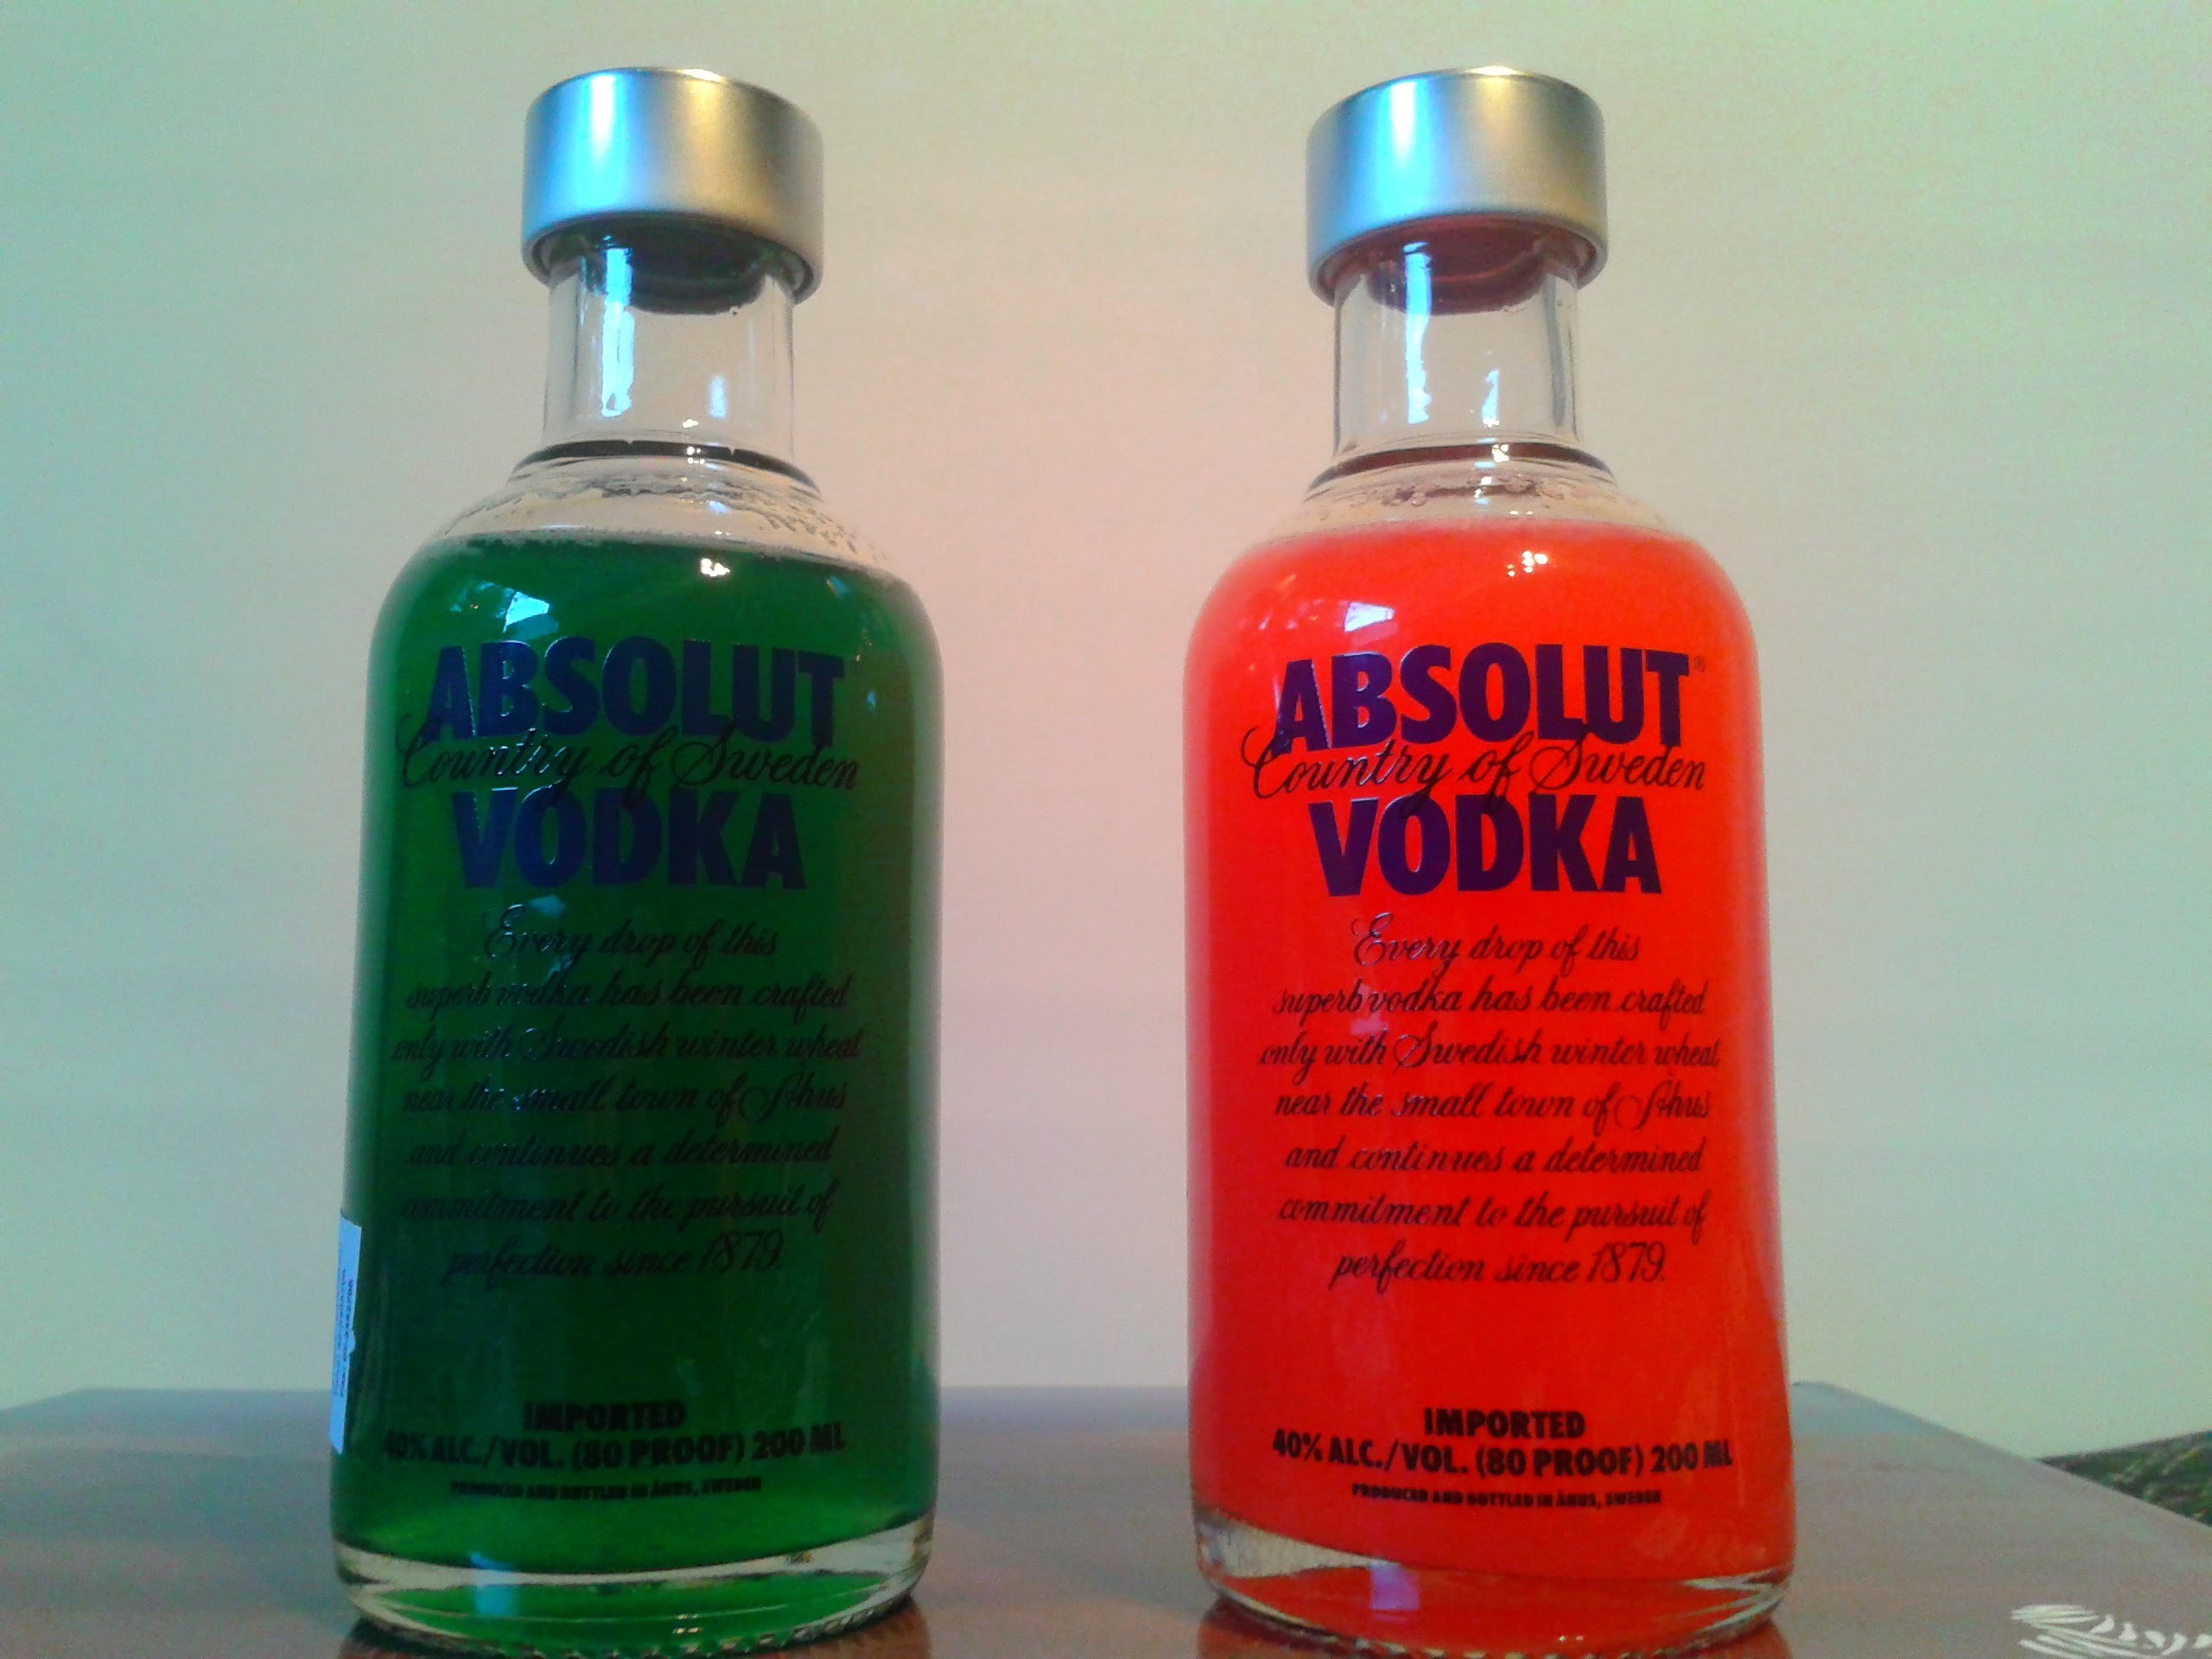 ABSOLUT
Country of Sweden
VODKA
Every drop of this
superb vodka has been crafted
only with Swedish winter wheat
near the small town of Åhus
and continues a determined
commitment to the pursuit of
perfection since 1879.
IMPORTED
40% ALC./VOL. (80 PROOF) 200 ML
PRODUCED AND BOTTLED IN ÅHUS, SWEDEN
ABSOLUT®
Country of Sweden
VODKA
Every drop of this
superb vodka has been crafted
only with Swedish winter wheat
near the small town of Åhus
and continues a determined
commitment to the pursuit of
perfection since 1879.
IMPORTED
40% ALC./VOL. (80 PROOF) 200 ML
PRODUCED AND BOTTLED IN ÅHUS, SWEDEN